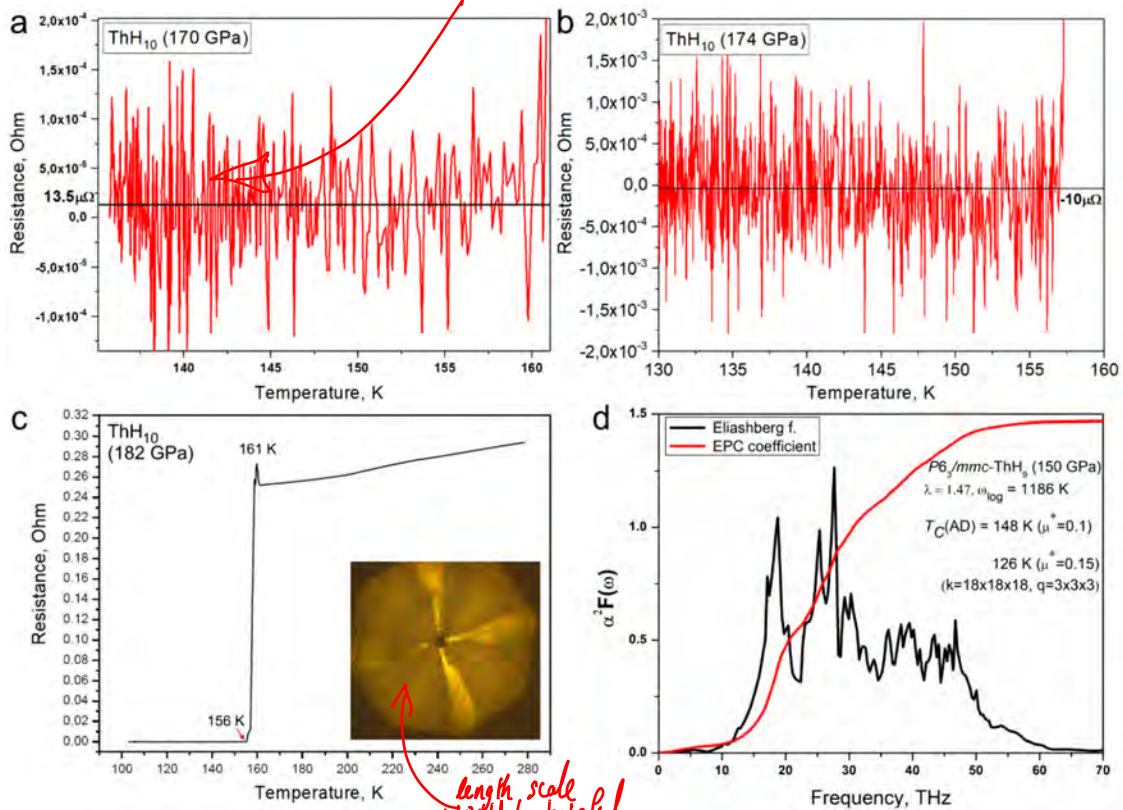 a
ThH10 (170 GPa)
2,0x10-4
1,5x10-4
1,0x10-4
5,0x10-5
13.5μΩ
0,0
-5,0x10-5
-1,0x10-4
Resistance, Ohm
140 145 150 155 160
Temperature, K
b
ThH10 (174 GPa)
2,0x10-3
1,5x10-3
1,0x10-3
5,0x10-4
0,0
-10μΩ
-5,0x10-4
-1,0x10-3
-1,5x10-3
-2,0x10-3
Resistance, Ohm
130 135 140 145 150 155 160
Temperature, K
c
ThH10
(182 GPa)
0.32
0.30
0.28
0.26
0.24
0.22
0.20
0.18
0.16
0.14
0.12
0.10
0.08
0.06
0.04
0.02
0.00
Resistance, Ohm
161 K
156 K
100 120 140 160 180 200 220 240 260 280
Temperature, K
length scale
d
Eliashberg f.
EPC coefficient
P63/mmc-ThH9 (150 GPa)
λ = 1.47, ωlog = 1186 K
TC(AD) = 148 K (μ*=0.1)
126 K (μ*=0.15)
(k=18x18x18, q=3x3x3)
1.5
1.0
0.5
0.0
α2F(ω)
0 10 20 30 40 50 60 70
Frequency, THz